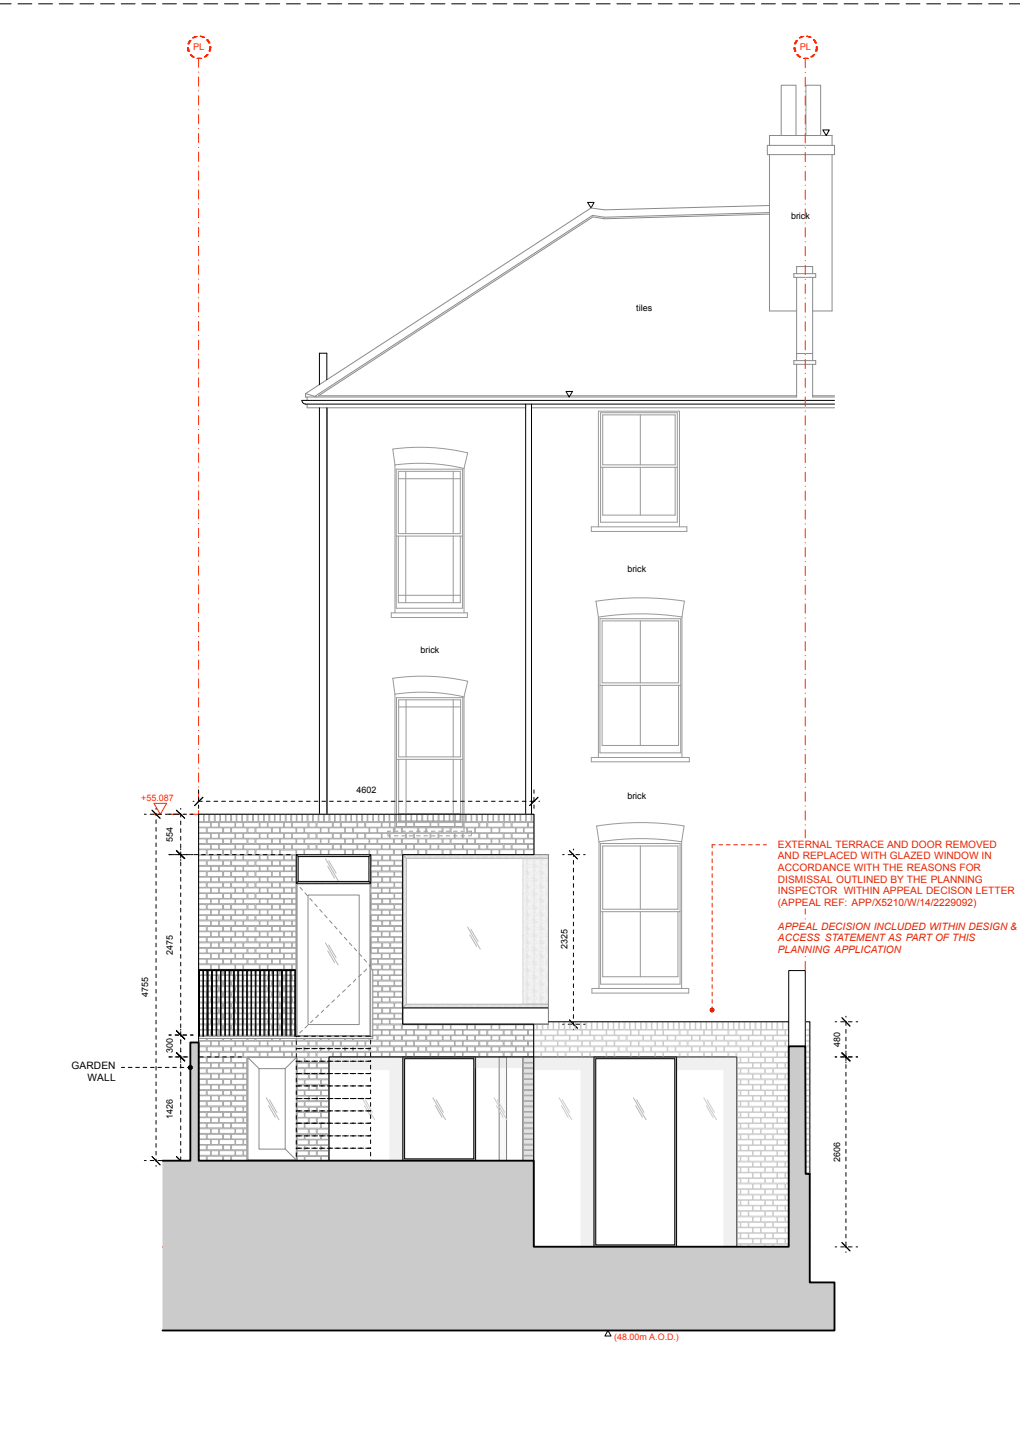 PL
PL
brick
tiles
brick
brick
brick
4602
+55.087
554
2475
4755
300
1426
2325
480
2606
GARDEN
WALL
EXTERNAL TERRACE AND DOOR REMOVED
AND REPLACED WITH GLAZED WINDOW IN
ACCORDANCE WITH THE REASONS FOR
DISMISSAL OUTLINED BY THE PLANNING
INSPECTOR WITHIN APPEAL DECISON LETTER
(APPEAL REF: APP/X5210/W/14/2229092)
APPEAL DECISION INCLUDED WITHIN DESIGN &
ACCESS STATEMENT AS PART OF THIS
PLANNING APPLICATION
(48.00m A.O.D.)